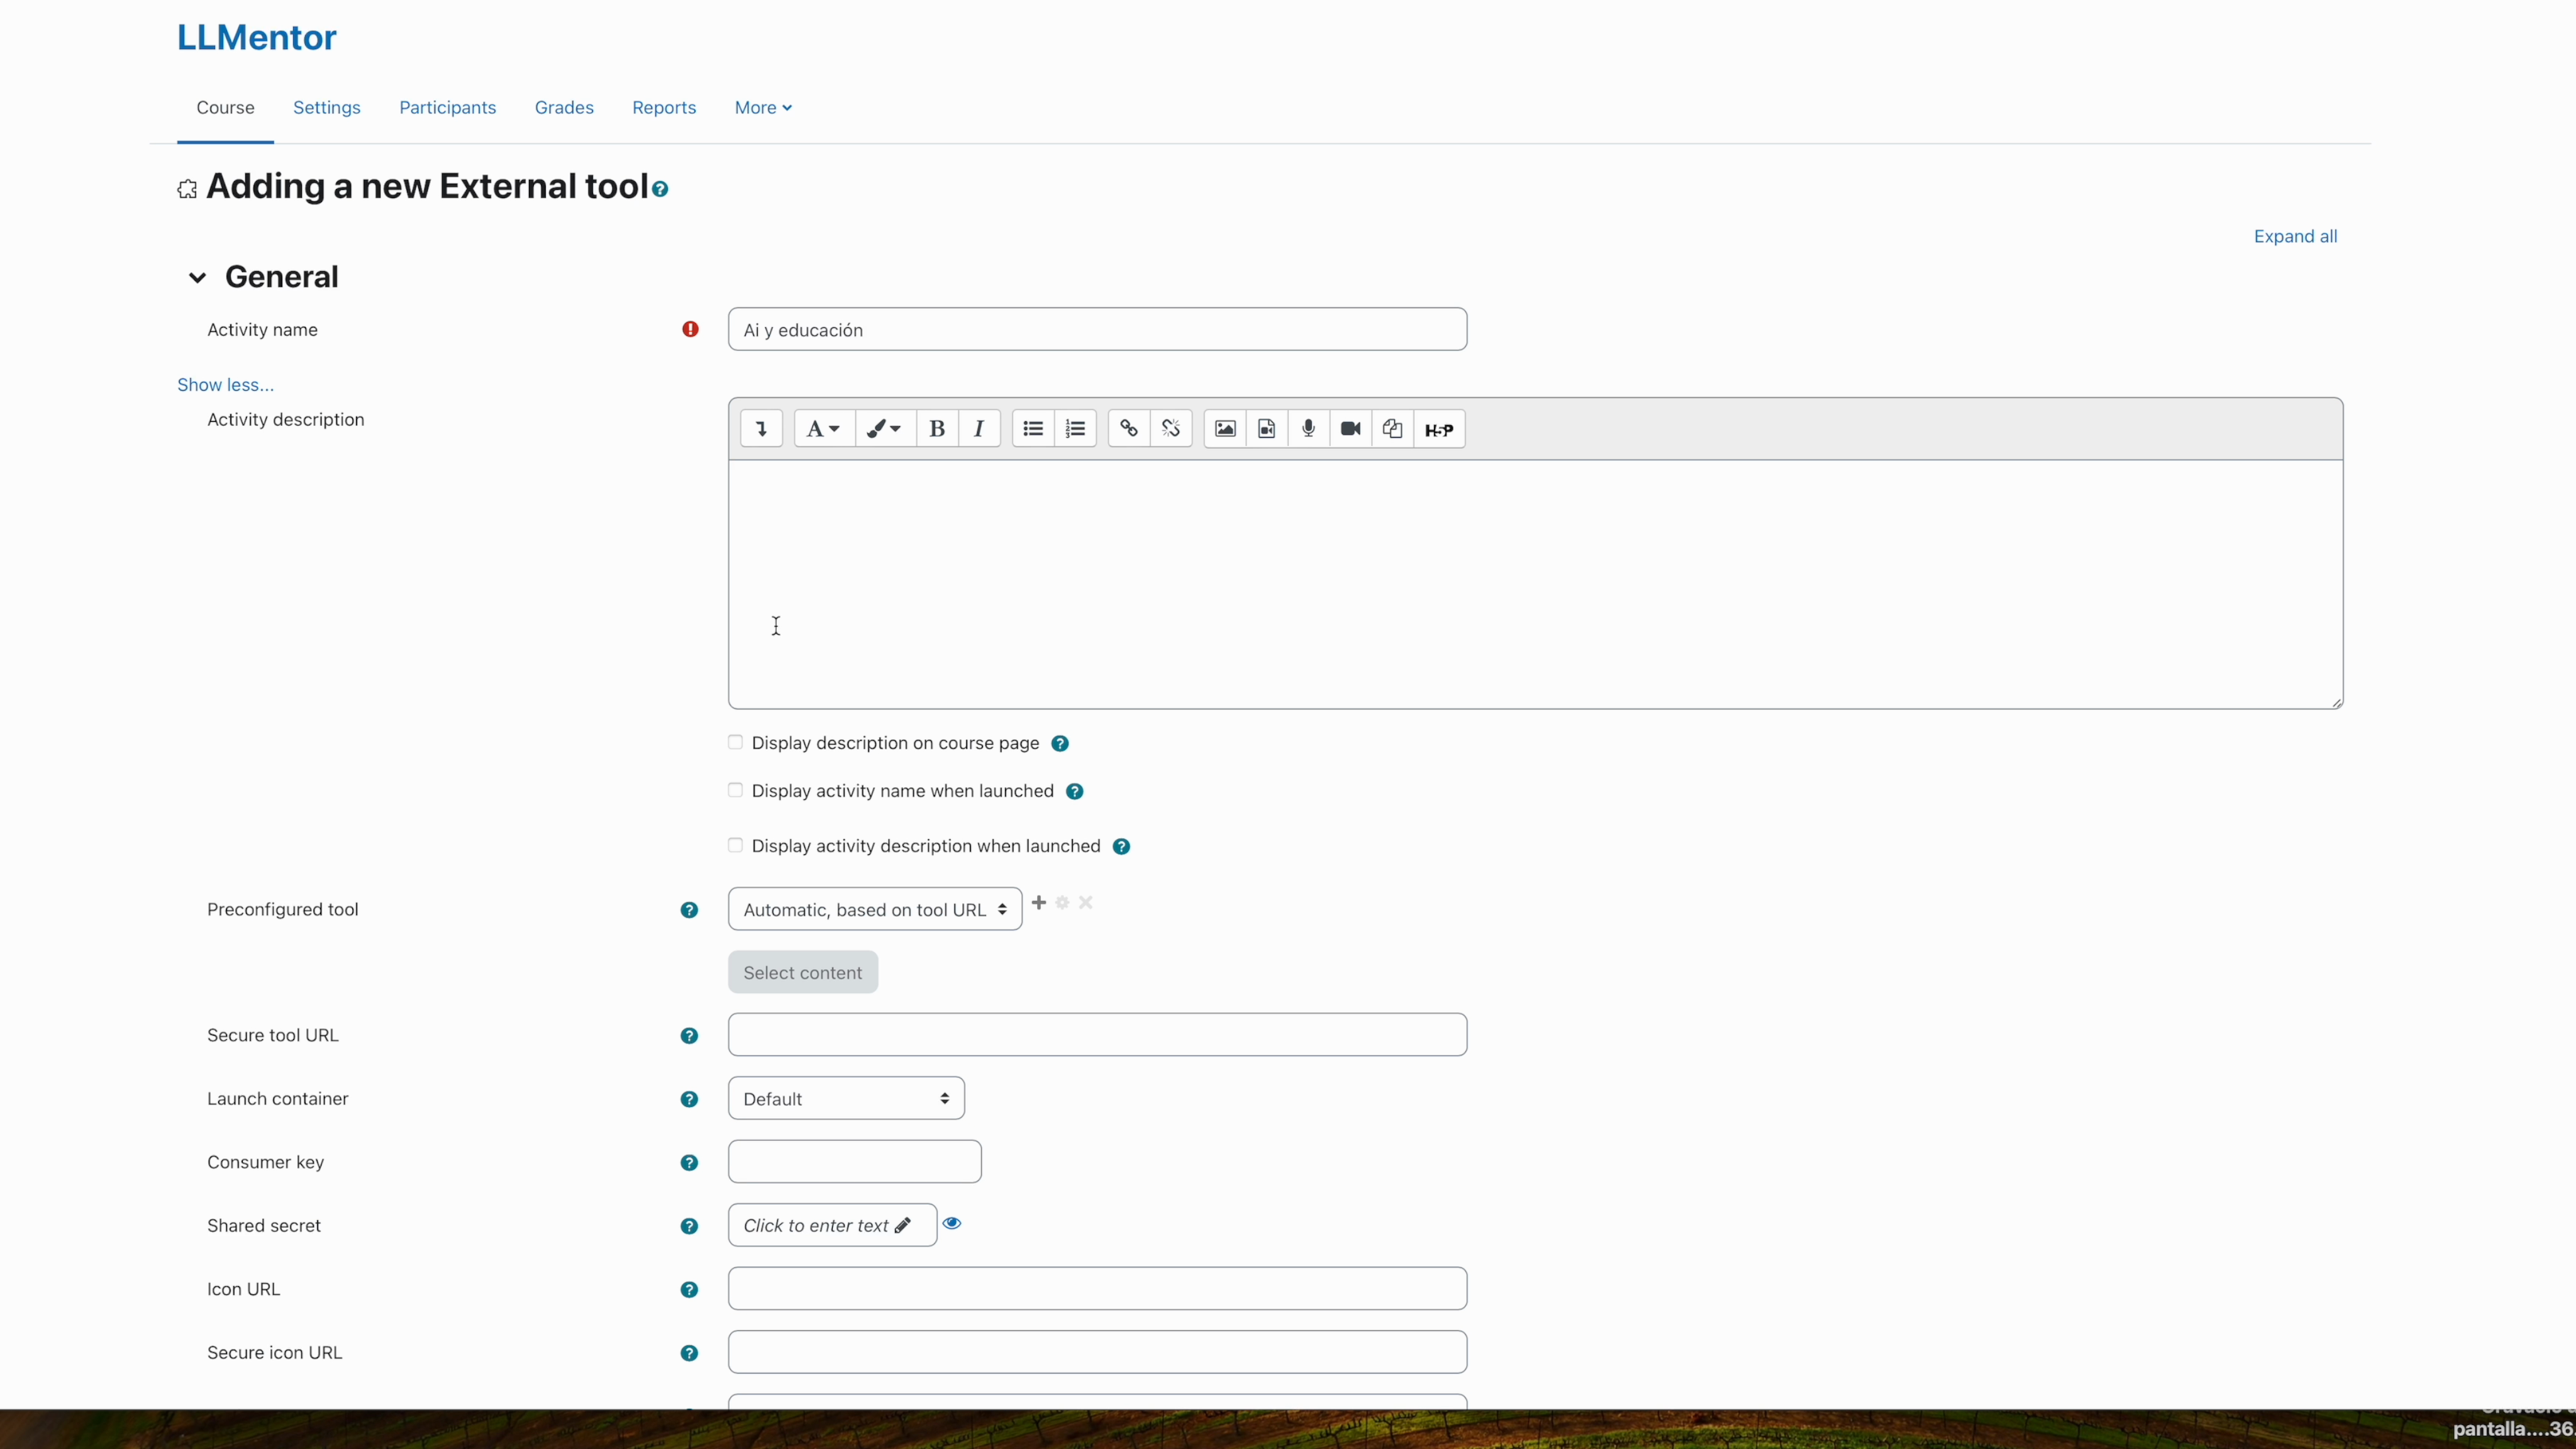 LLMentor
Course Settings Participants Grades Reports More
Adding a new External tool
Expand all
General
Activity name
Ai y educación
Show less...
Activity description
A B I H5P
Display description on course page
Display activity name when launched
Display activity description when launched
Preconfigured tool
Automatic, based on tool URL
Select content
Secure tool URL
Launch container
Default
Consumer key
Shared secret
Click to enter text
Icon URL
Secure icon URL
pantalla....36